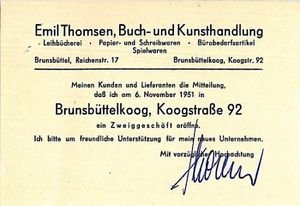 Emil Thomsen, Buch- und Kunsthandlung
Leihbücherei · Papier- und Schreibwaren · Bürobedarfsartikel
Spielwaren
Brunsbüttel, Reichenstr. 17 Brunsbüttelkoog, Koogstr. 92
Meinen Kunden und Lieferanten die Mitteilung,
daß ich am 6. November 1951 in
Brunsbüttelkoog, Koogstraße 92
ein Zweiggeschäft eröffne.
Ich bitte um freundliche Unterstützung für mein neues Unternehmen.
Mit vorzüglicher Hochachtung